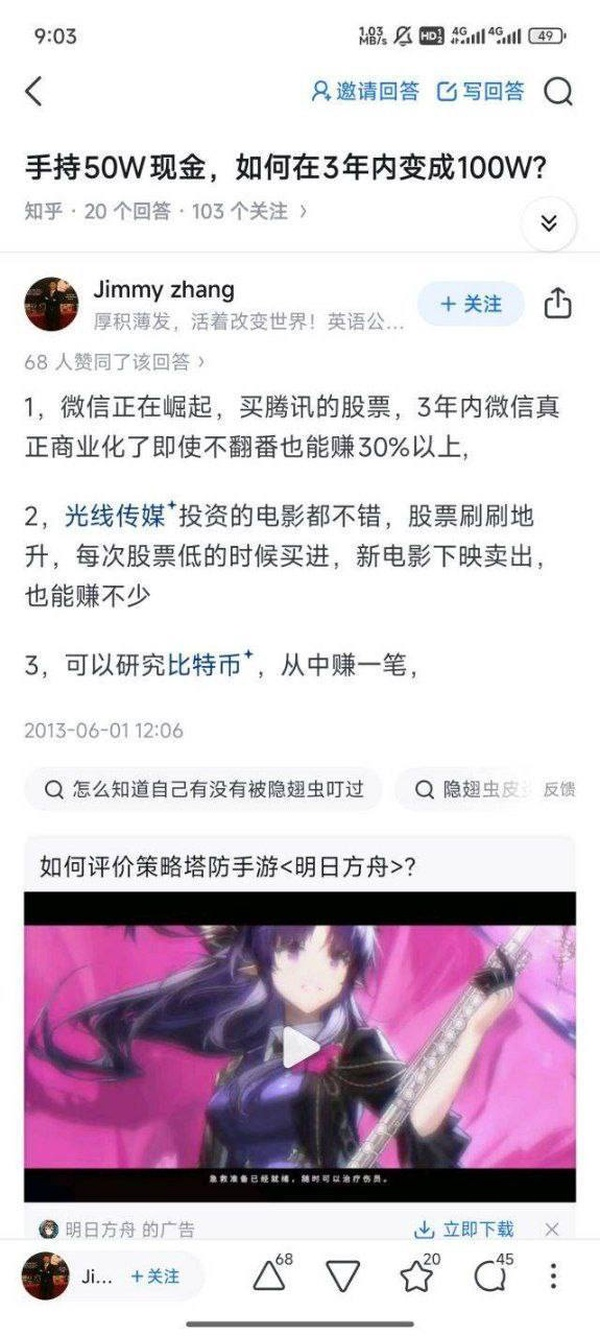 9:03
1.03 MB/s HD 4G 4G 49
邀请回答 写回答
手持50W现金，如何在3年内变成100W?
知乎 · 20 个回答 · 103 个关注
Jimmy zhang
厚积薄发，活着改变世界！英语公...
+ 关注
68 人赞同了该回答
1，微信正在崛起，买腾讯的股票，3年内微信真
正商业化了即使不翻番也能赚30%以上，
2，光线传媒投资的电影都不错，股票刷刷地
升，每次股票低的时候买进，新电影下映卖出，
也能赚不少
3，可以研究比特币，从中赚一笔，
2013-06-01 12:06
怎么知道自己有没有被隐翅虫叮过
隐翅虫皮 反馈
如何评价策略塔防手游<明日方舟>?
急救准备已经就绪，随时可以治疗伤员。
明日方舟 的广告 立即下载
Ji... +关注 68 20 45